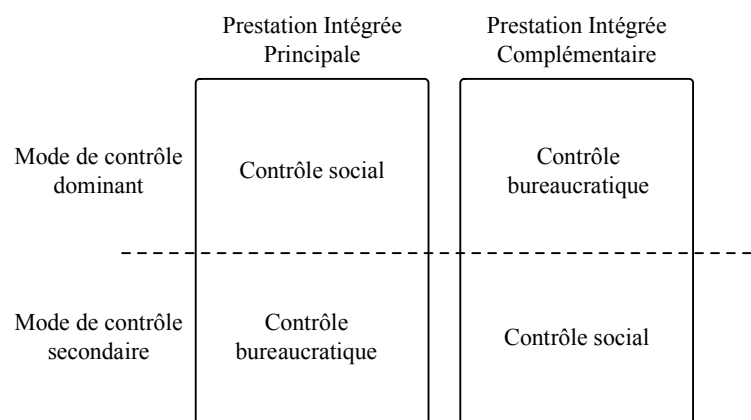 Prestation Intégrée
Principale
Prestation Intégrée
Complémentaire
Mode de contrôle
dominant
Contrôle social
Contrôle
bureaucratique
Mode de contrôle
secondaire
Contrôle
bureaucratique
Contrôle social